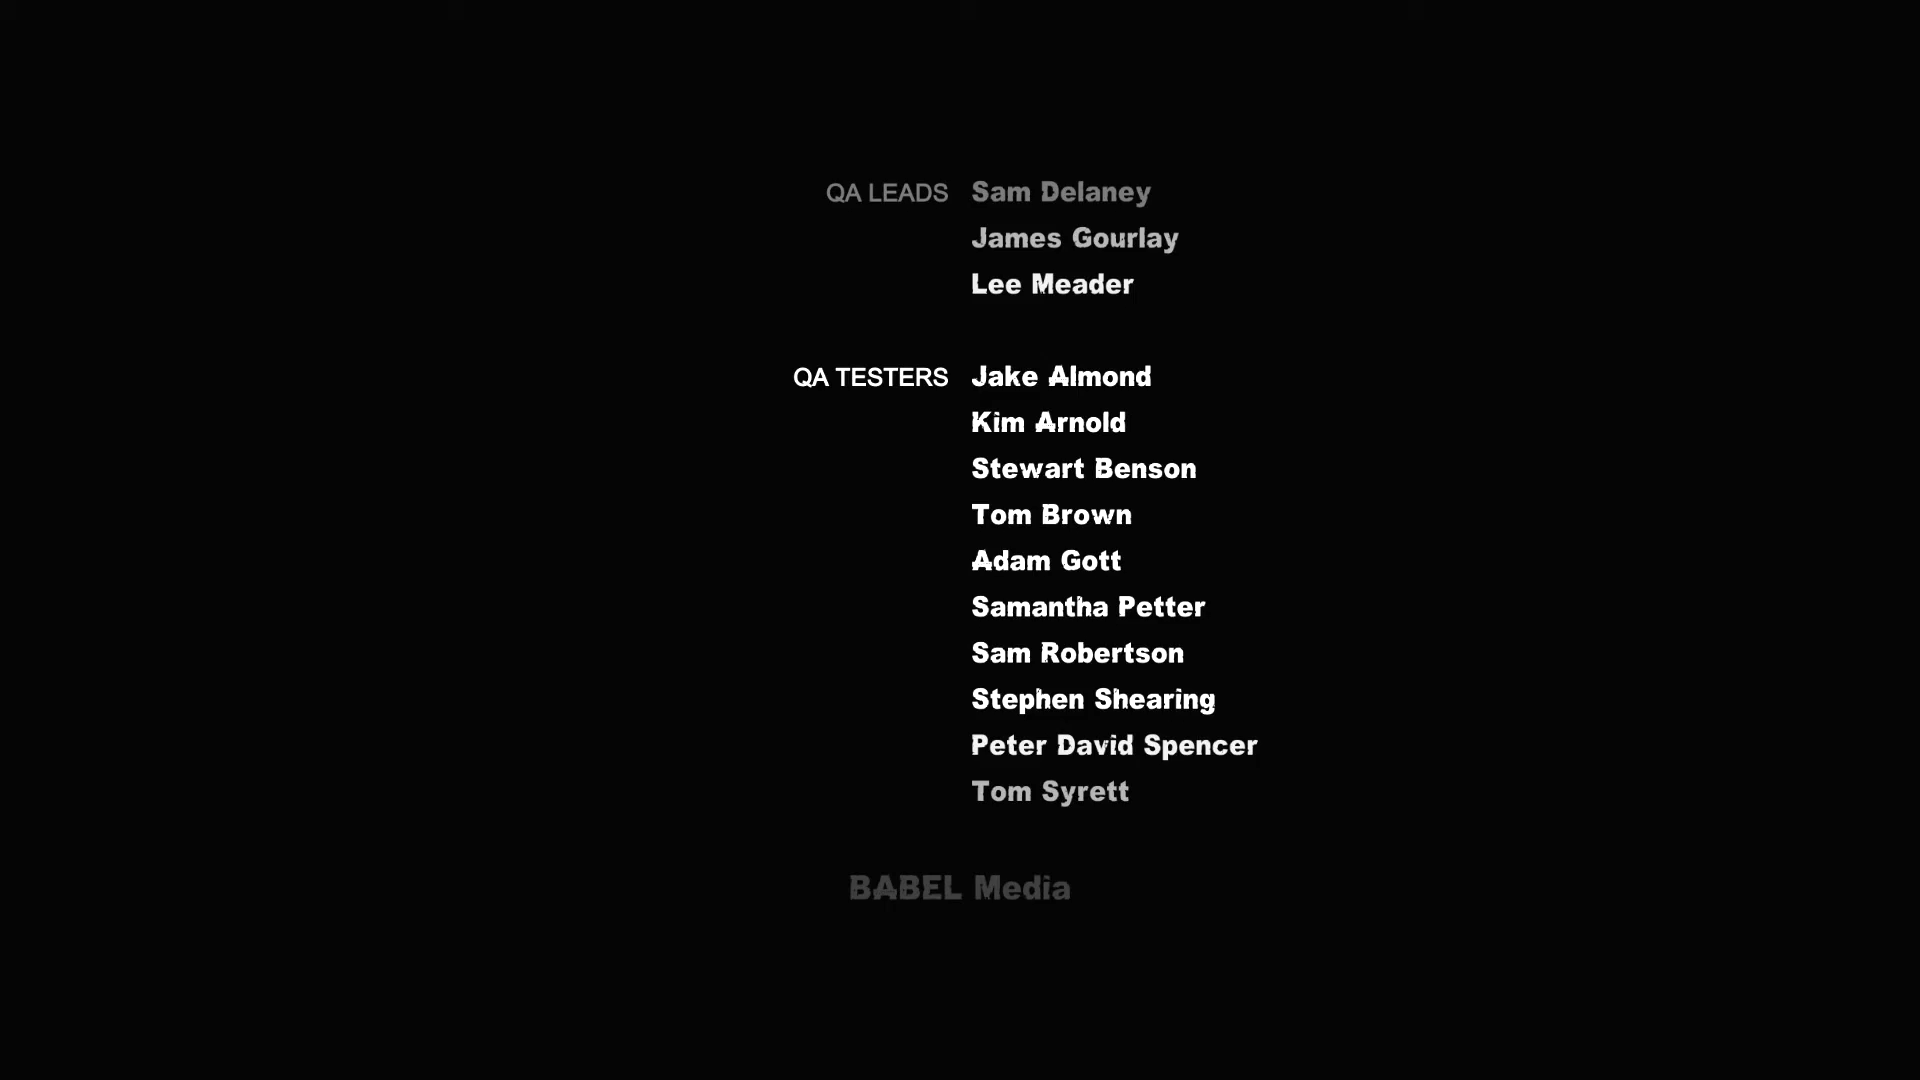 QA LEADS Sam Delaney
James Gourlay
Lee Meader
QA TESTERS Jake Almond
Kim Arnold
Stewart Benson
Tom Brown
Adam Gott
Samantha Petter
Sam Robertson
Stephen Shearing
Peter David Spencer
Tom Syrett
BABEL Media